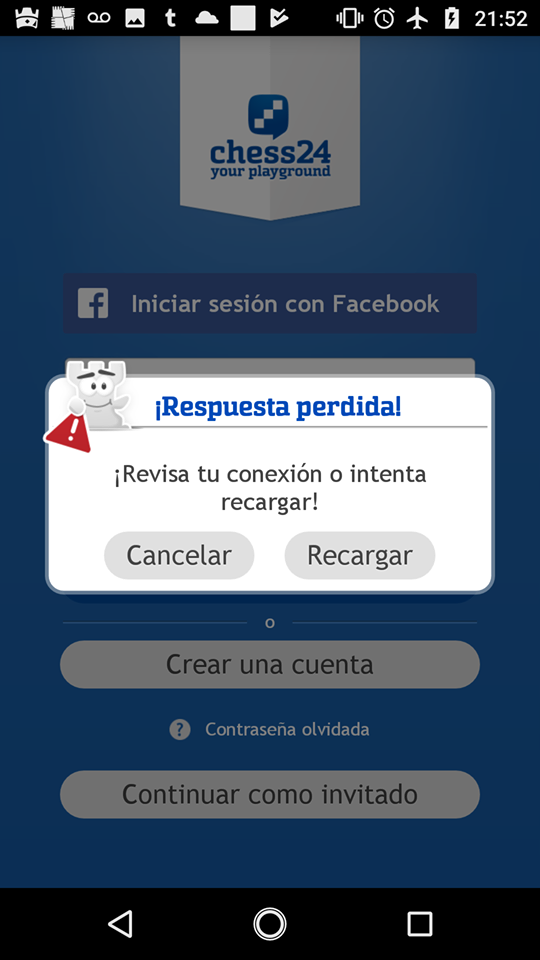 21:52
chess24
your playground
Iniciar sesión con Facebook
¡Respuesta perdida!
¡Revisa tu conexión o intenta
recargar!
Cancelar
Recargar
o
Crear una cuenta
? Contraseña olvidada
Continuar como invitado